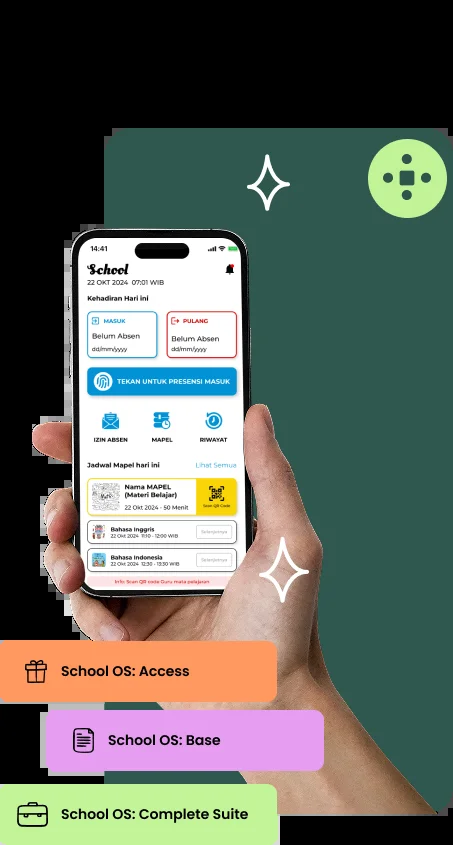 14:41
School
22 OKT 2024 07:01 WIB
Kehadiran Hari ini
MASUK
PULANG
Belum Absen
Belum Absen
dd/mm/yyyy
dd/mm/yyyy
TEKAN UNTUK PRESENSI MASUK
IZIN ABSEN
MAPEL
RIWAYAT
Jadwal Mapel hari ini
Lihat Semua
Nama MAPEL
(Materi Belajar)
22 Okt 2024 - 50 Menit
Scan QR Code
Bahasa Inggris
22 Okt 2024 11:10 - 12:00 WIB
Selanjutnya
Bahasa Indonesia
22 Okt 2024 12:30 - 13:30 WIB
Selanjutnya
Info: Scan QR code Guru mata pelajaran
School OS: Access
School OS: Base
School OS: Complete Suite